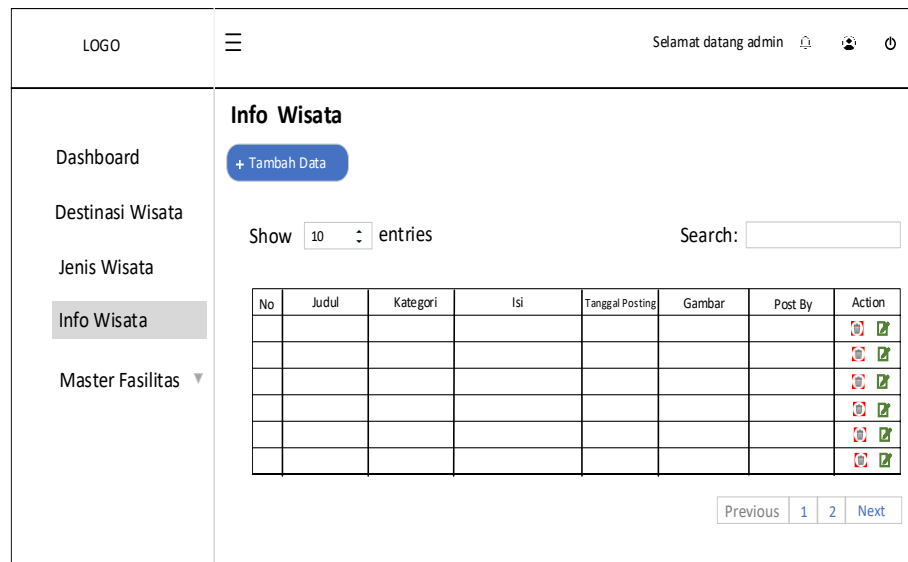 LOGO
Selamat datang admin
Info Wisata
+ Tambah Data
Dashboard
Destinasi Wisata
Jenis Wisata
Info Wisata
Master Fasilitas
Show 10 entries
Search:
No Judul Kategori Isi Tanggal Posting Gambar Post By Action
Previous 1 2 Next